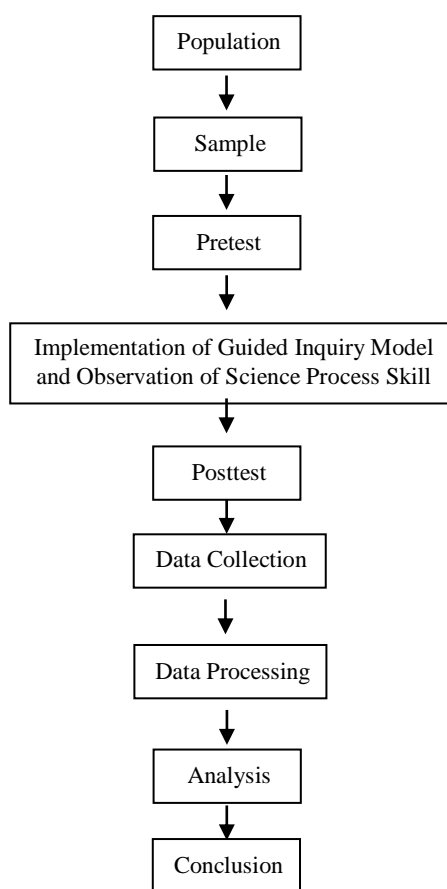 Population
Sample
Pretest
Implementation of Guided Inquiry Model
and Observation of Science Process Skill
Posttest
Data Collection
Data Processing
Analysis
Conclusion